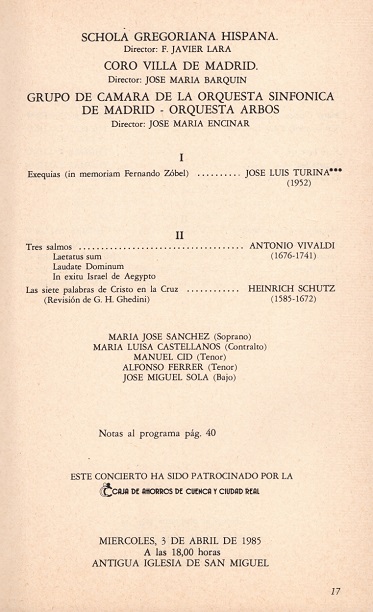 SCHOLA GREGORIANA HISPANA.
Director: F. JAVIER LARA
CORO VILLA DE MADRID.
Director: JOSE MARIA BARQUIN
GRUPO DE CAMARA DE LA ORQUESTA SINFONICA
DE MADRID - ORQUESTA ARBOS
Director: JOSE MARIA ENCINAR
I
Exequias (in memoriam Fernando Zóbel) .......... JOSE LUIS TURINA***
(1952)
II
Tres salmos .................................... ANTONIO VIVALDI
Laetatus sum (1676-1741)
Laudate Dominum
In exitu Israel de Aegypto
Las siete palabras de Cristo en la Cruz ........... HEINRICH SCHUTZ
(Revisión de G. H. Ghedini) (1585-1672)
MARIA JOSE SANCHEZ (Soprano)
MARIA LUISA CASTELLANOS (Contralto)
MANUEL CID (Tenor)
ALFONSO FERRER (Tenor)
JOSE MIGUEL SOLA (Bajo)
Notas al programa pág. 40
ESTE CONCIERTO HA SIDO PATROCINADO POR LA
CAJA DE AHORROS DE CUENCA Y CIUDAD REAL
MIERCOLES, 3 DE ABRIL DE 1985
A las 18,00 horas
ANTIGUA IGLESIA DE SAN MIGUEL
17